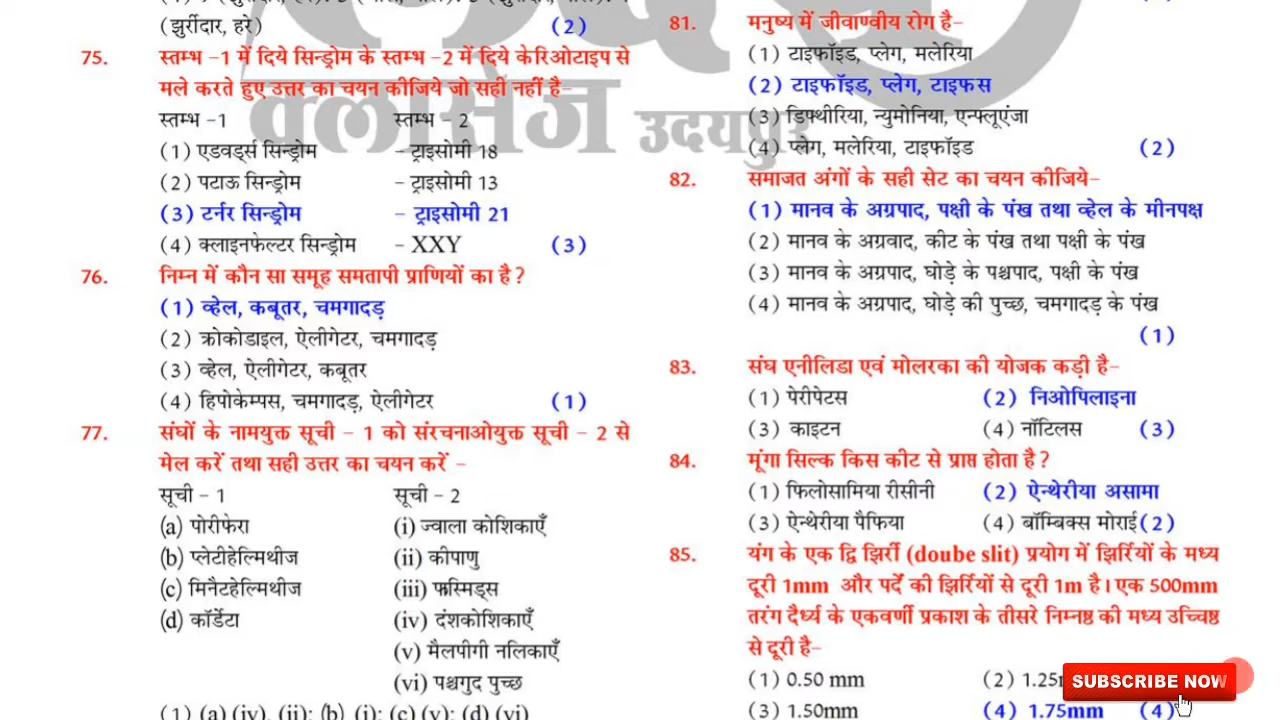 (झुर्रीदार, हरे) (2)
75. स्तम्भ -1 में दिये सिन्ड्रोम के स्तम्भ -2 में दिये केरिओटाइप से
मले करते हुए उत्तर का चयन कीजिये जो सही नहीं है-
स्तम्भ -1 स्तम्भ - 2
(1) एडवर्ड्स सिन्ड्रोम - ट्राइसोमी 18
(2) पटाऊ सिन्ड्रोम - ट्राइसोमी 13
(3) टर्नर सिन्ड्रोम - ट्राइसोमी 21
(4) क्लाइनफेल्टर सिन्ड्रोम - XXY (3)
76. निम्न में कौन सा समूह समतापी प्राणियों का है?
(1) व्हेल, कबूतर, चमगादड़
(2) क्रोकोडाइल, ऐलीगेटर, चमगादड़
(3) व्हेल, ऐलीगेटर, कबूतर
(4) हिपोकेम्पस, चमगादड़, ऐलीगेटर (1)
77. संघों के नामयुक्त सूची - 1 को संरचनाओयुक्त सूची - 2 से
मेल करें तथा सही उत्तर का चयन करें -
सूची - 1 सूची - 2
(a) पोरीफेरा (i) ज्वाला कोशिकाएँ
(b) प्लेटीहेल्मिथीज (ii) कीपाणु
(c) मिनैटहेल्मिथीज (iii) फास्मिड्स
(d) कॉर्डेटा (iv) दंशकोशिकाएँ
(v) मैलपीगी नलिकाएँ
(vi) पश्चगुद पुच्छ
(1) (a) (iv), (ii); (b) (i); (c) (v); (d) (vi)
81. मनुष्य में जीवाण्वीय रोग है-
(1) टाइफॉइड, प्लेग, मलेरिया
(2) टाइफॉइड, प्लेग, टाइफस
(3) डिफ्थीरिया, न्युमोनिया, एन्फ्लूएंजा
(4) प्लेग, मलेरिया, टाइफॉइड (2)
82. समाजत अंगों के सही सेट का चयन कीजिये-
(1) मानव के अग्रपाद, पक्षी के पंख तथा व्हेल के मीनपक्ष
(2) मानव के अग्रवाद, कीट के पंख तथा पक्षी के पंख
(3) मानव के अग्रपाद, घोड़े के पश्चपाद, पक्षी के पंख
(4) मानव के अग्रपाद, घोड़े की पुच्छ, चमगादड़ के पंख
(1)
83. संघ एनीलिडा एवं मोलरका की योजक कड़ी है-
(1) पेरीपेटस (2) निओपिलाइना
(3) काइटन (4) नॉटिलस (3)
84. मूंगा सिल्क किस कीट से प्राप्त होता है?
(1) फिलोसामिया रीसीनी (2) ऐन्थेरीया असामा
(3) ऐन्थेरीया पैफिया (4) बॉम्बिक्स मोराई (2)
85. यंग के एक द्वि झिर्री (doube slit) प्रयोग में झिर्रियों के मध्य
दूरी 1mm और पर्दें की झिर्रियों से दूरी 1m है। एक 500mm
तरंग दैर्ध्य के एकवर्णी प्रकाश के तीसरे निम्नष्ठ की मध्य उच्चिष्ठ
से दूरी है-
(1) 0.50 mm (2) 1.25
(3) 1.50mm (4) 1.75mm (4)
क्लासेज उदयपुर
SUBSCRIBE NOW